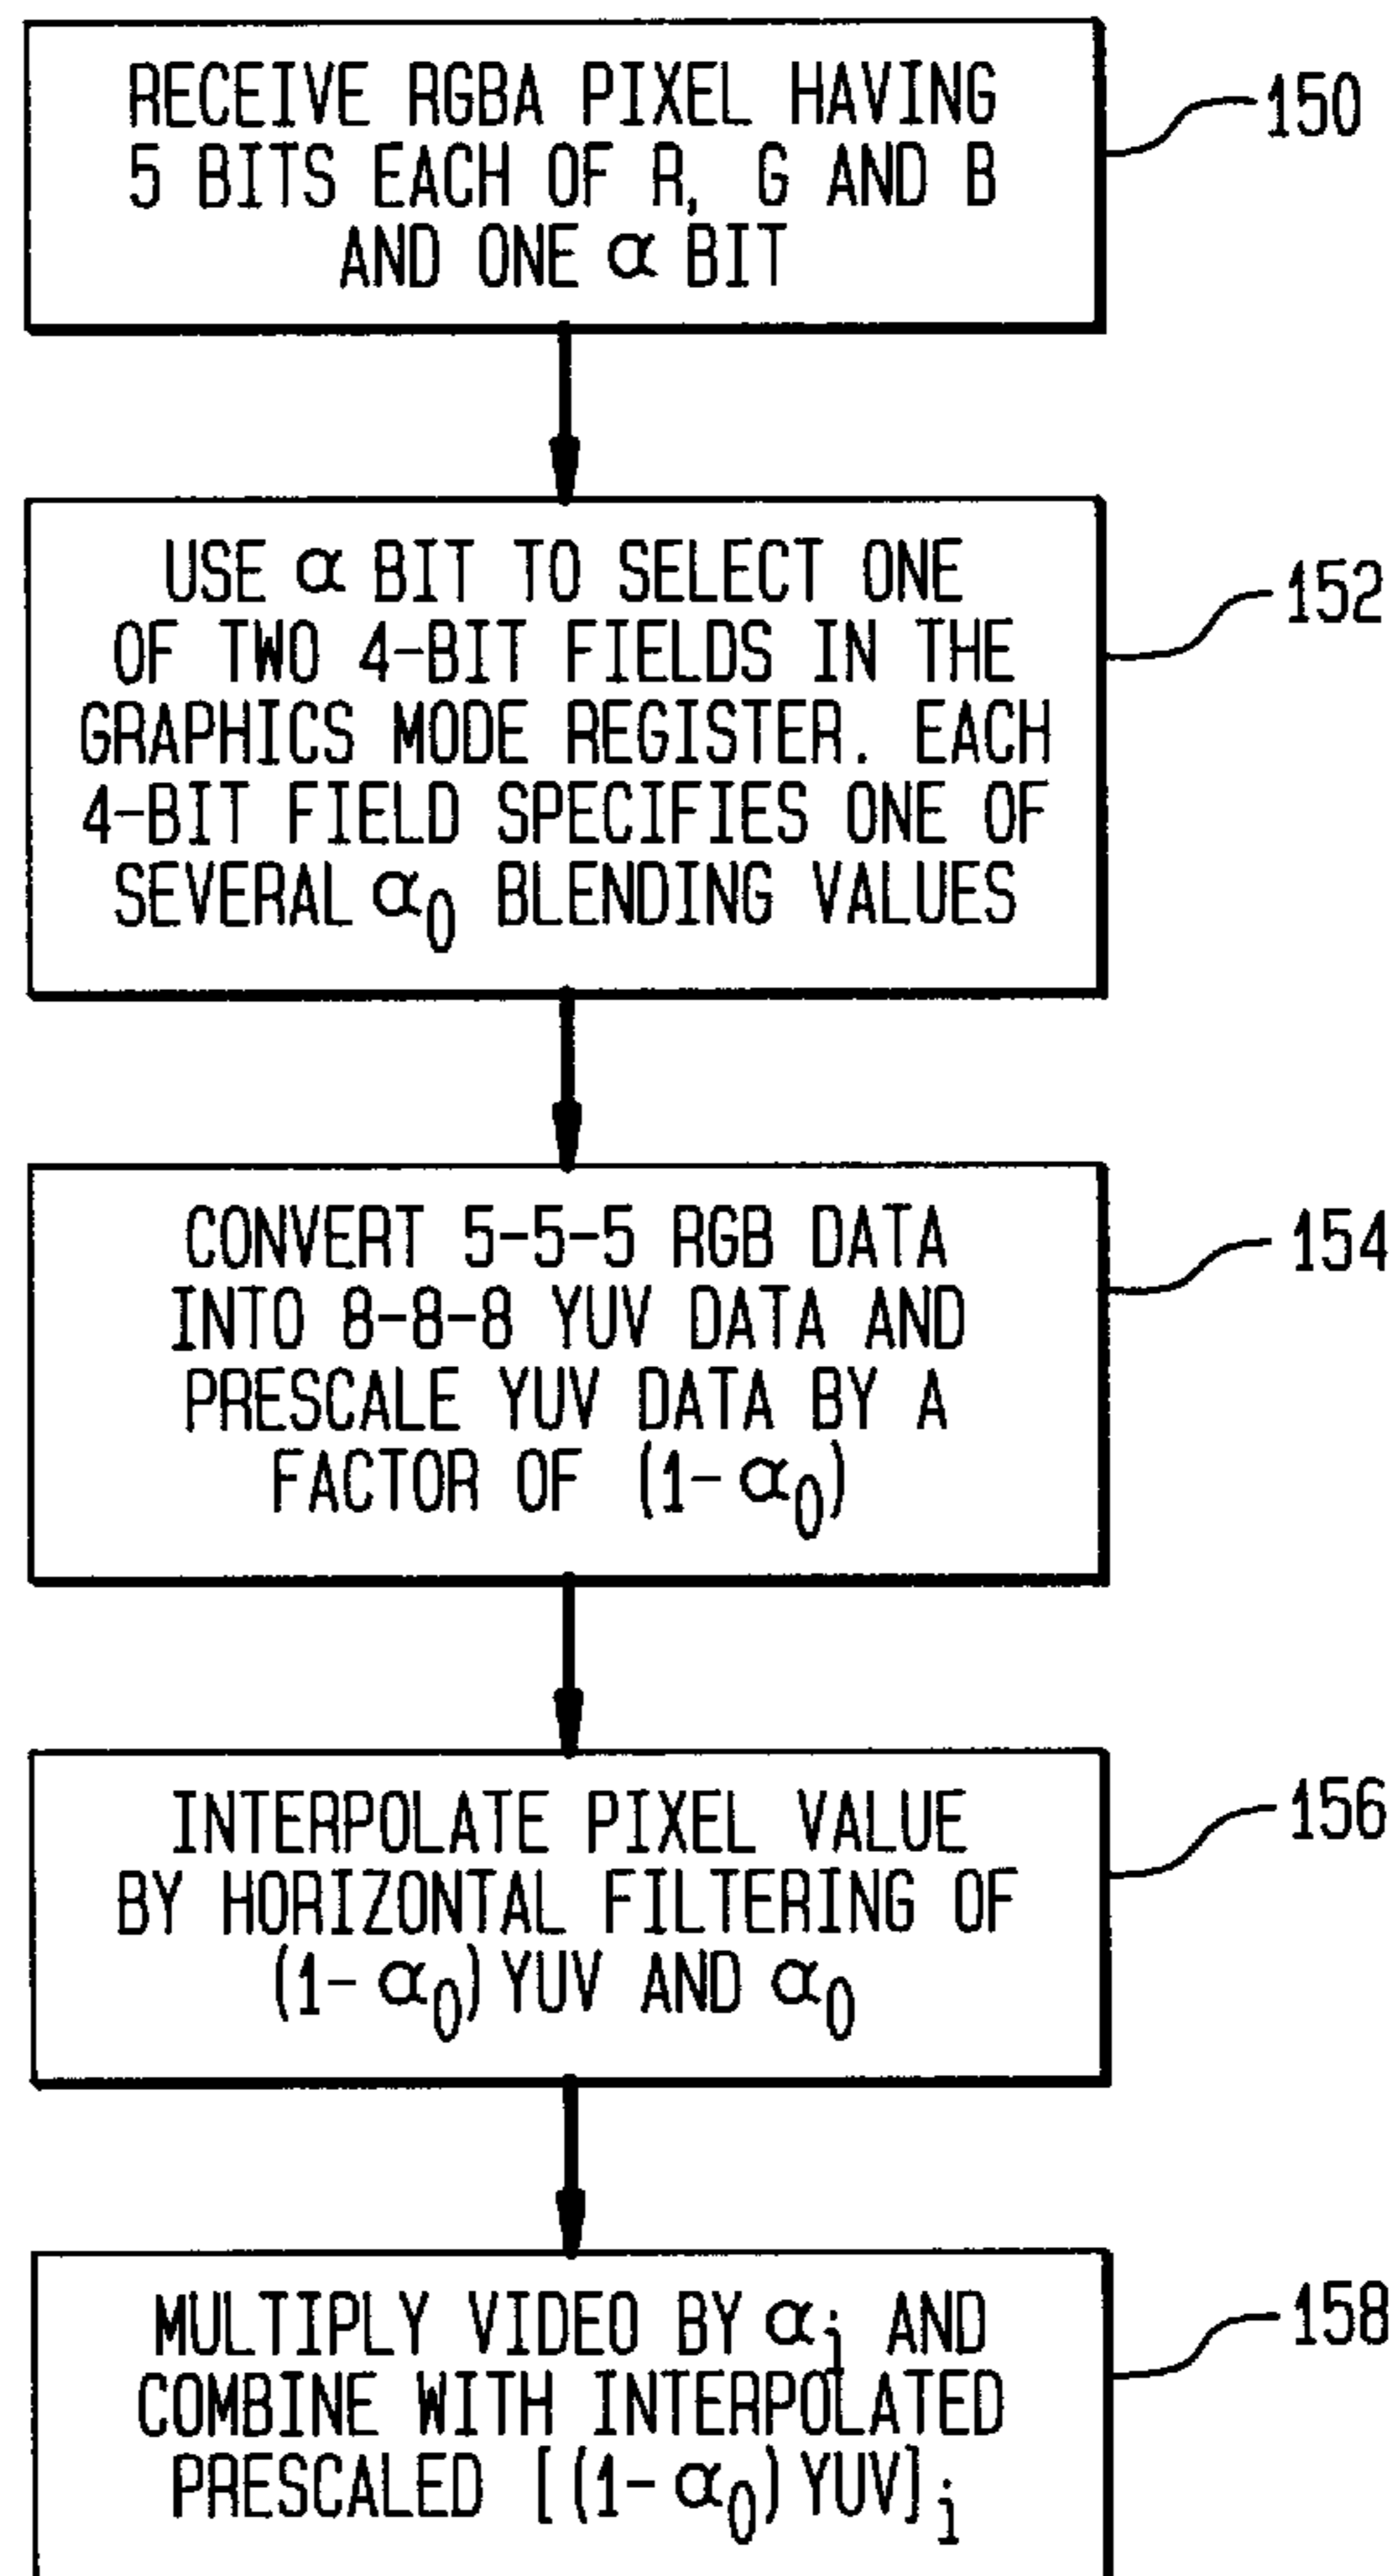 RECEIVE RGBA PIXEL HAVING
5 BITS EACH OF R, G AND B
AND ONE α BIT
150
USE α BIT TO SELECT ONE
OF TWO 4-BIT FIELDS IN THE
GRAPHICS MODE REGISTER. EACH
4-BIT FIELD SPECIFIES ONE OF
SEVERAL α₀ BLENDING VALUES
152
CONVERT 5-5-5 RGB DATA
INTO 8-8-8 YUV DATA AND
PRESCALE YUV DATA BY A
FACTOR OF (1-α₀)
154
INTERPOLATE PIXEL VALUE
BY HORIZONTAL FILTERING OF
(1-α₀)YUV AND α₀
156
MULTIPLY VIDEO BY αᵢ AND
COMBINE WITH INTERPOLATED
PRESCALED [(1-α₀)YUV]ᵢ
158